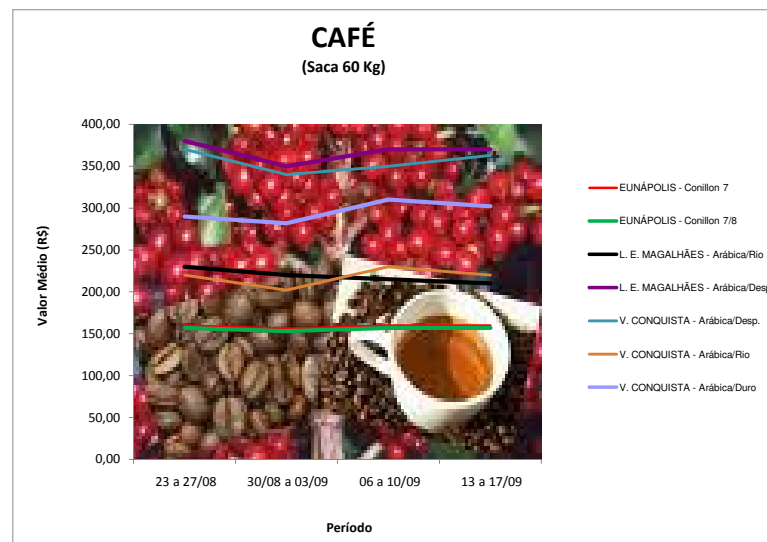 CAFÉ
(Saca 60 Kg)
400,00
350,00
300,00
250,00
200,00
150,00
100,00
50,00
0,00
Valor Médio (R$)
23 a 27/08
30/08 a 03/09
06 a 10/09
13 a 17/09
Período
EUNÁPOLIS - Conillon 7
EUNÁPOLIS - Conillon 7/8
L. E. MAGALHÃES - Arábica/Rio
L. E. MAGALHÃES - Arábica/Desp
V. CONQUISTA - Arábica/Desp.
V. CONQUISTA - Arábica/Rio
V. CONQUISTA - Arábica/Duro